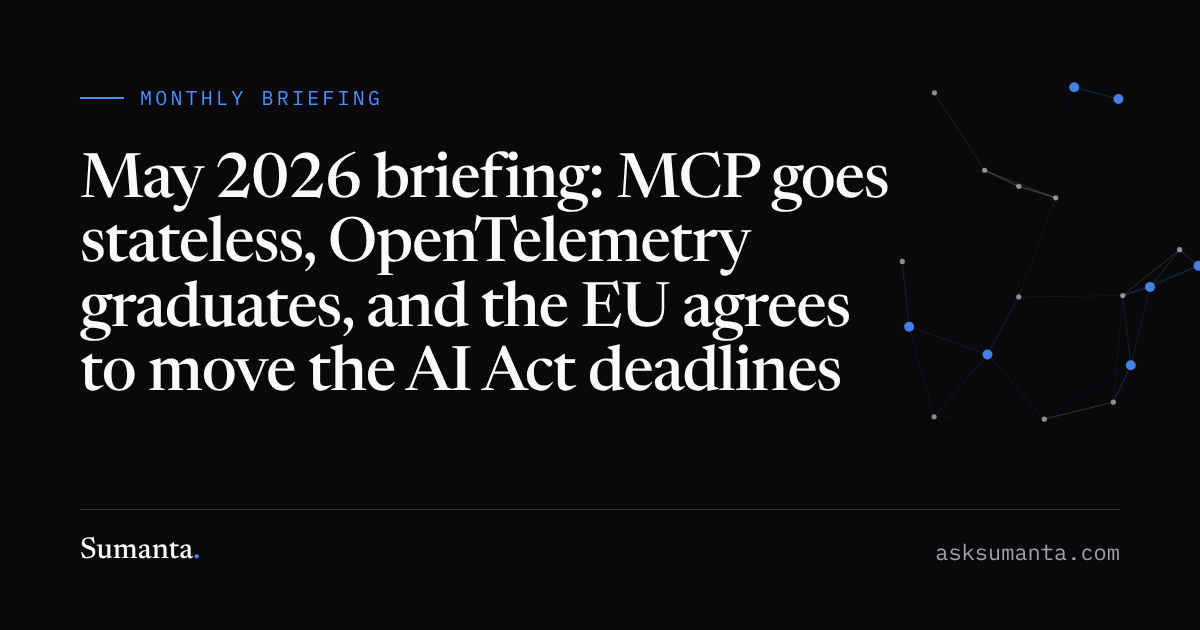 MONTHLY BRIEFING
May 2026 briefing: MCP goes
stateless, OpenTelemetry
graduates, and the EU agrees
to move the AI Act deadlines
Sumanta.
asksumanta.com